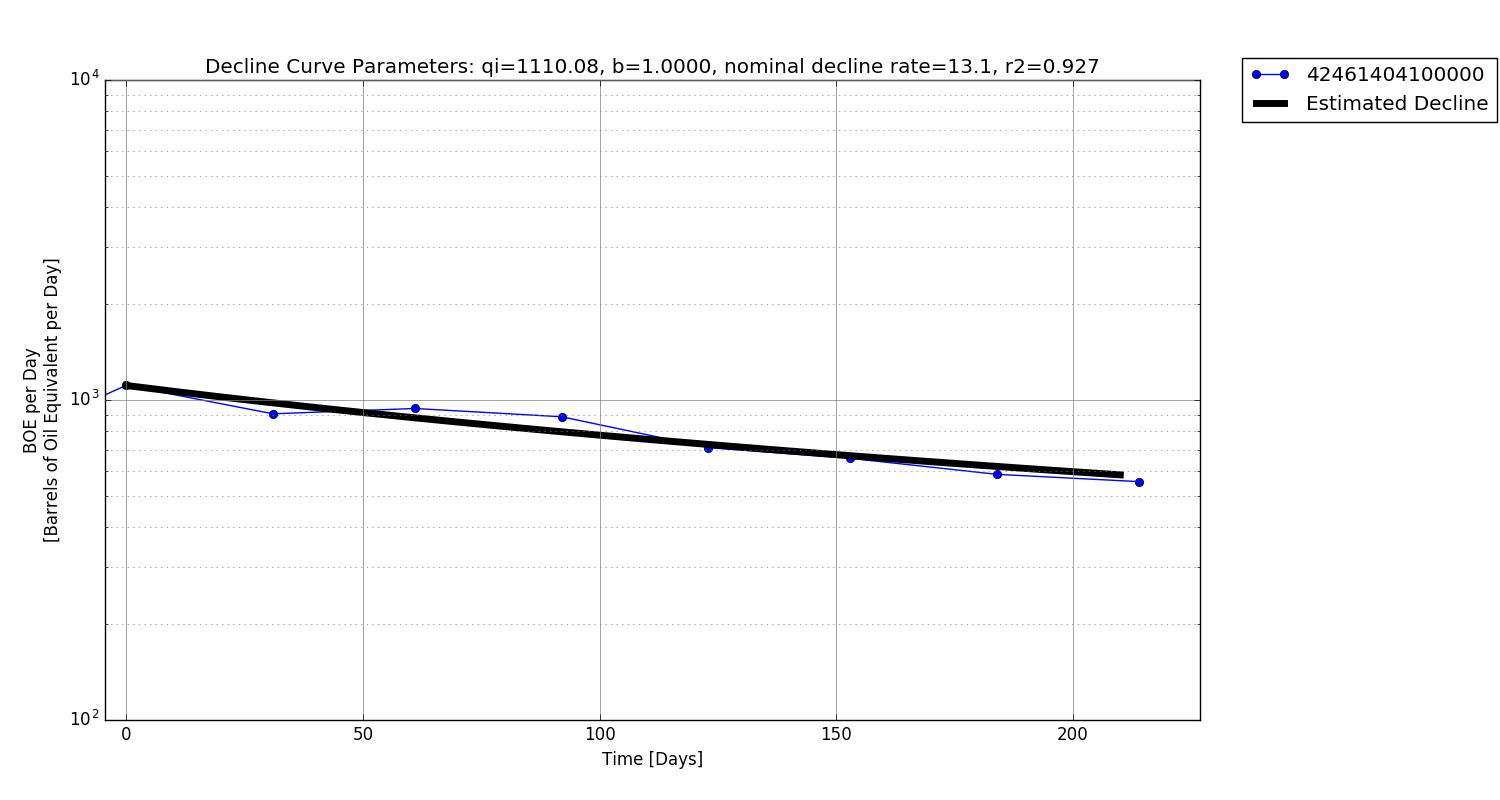 Decline Curve Parameters: qi=1110.08, b=1.0000, nominal decline rate=13.1, r2=0.927
42461404100000
Estimated Decline
10^4
10^3
10^2
BOE per Day
[Barrels of Oil Equivalent per Day]
0 50 100 150 200
Time [Days]